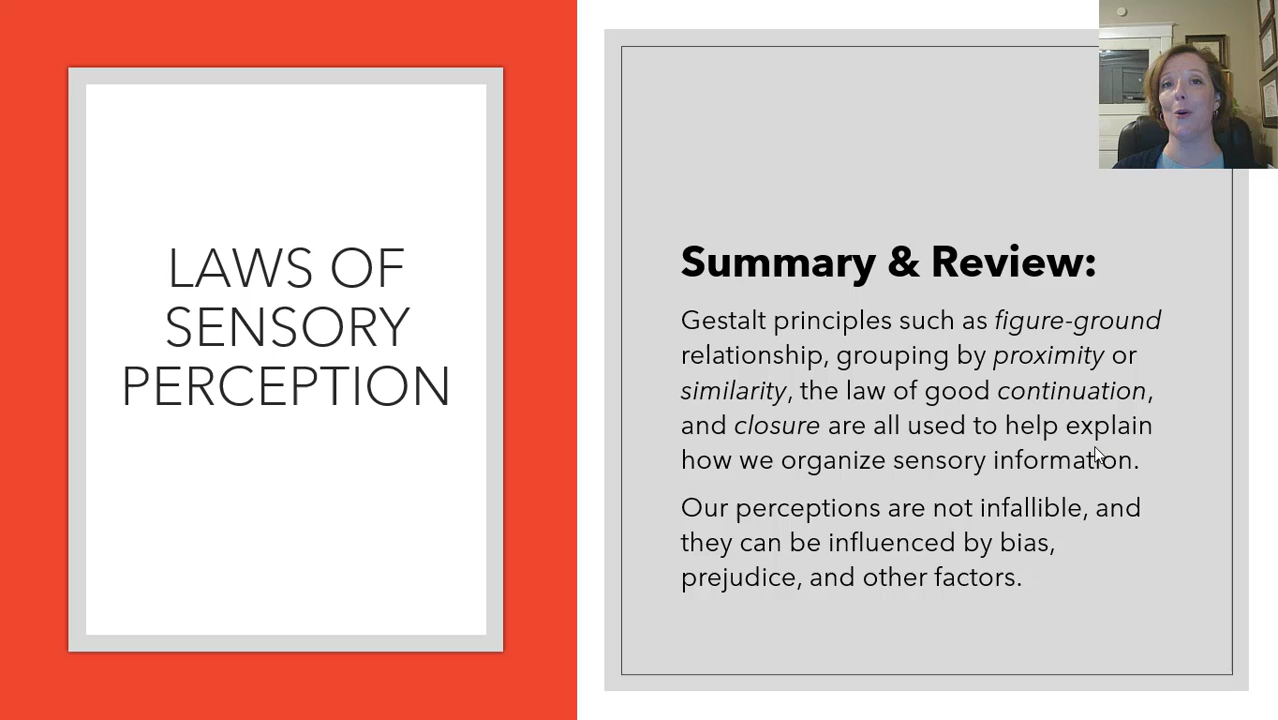 LAWS OF
SENSORY
PERCEPTION
Summary & Review:
Gestalt principles such as figure-ground
relationship, grouping by proximity or
similarity, the law of good continuation,
and closure are all used to help explain
how we organize sensory information.
Our perceptions are not infallible, and
they can be influenced by bias,
prejudice, and other factors.